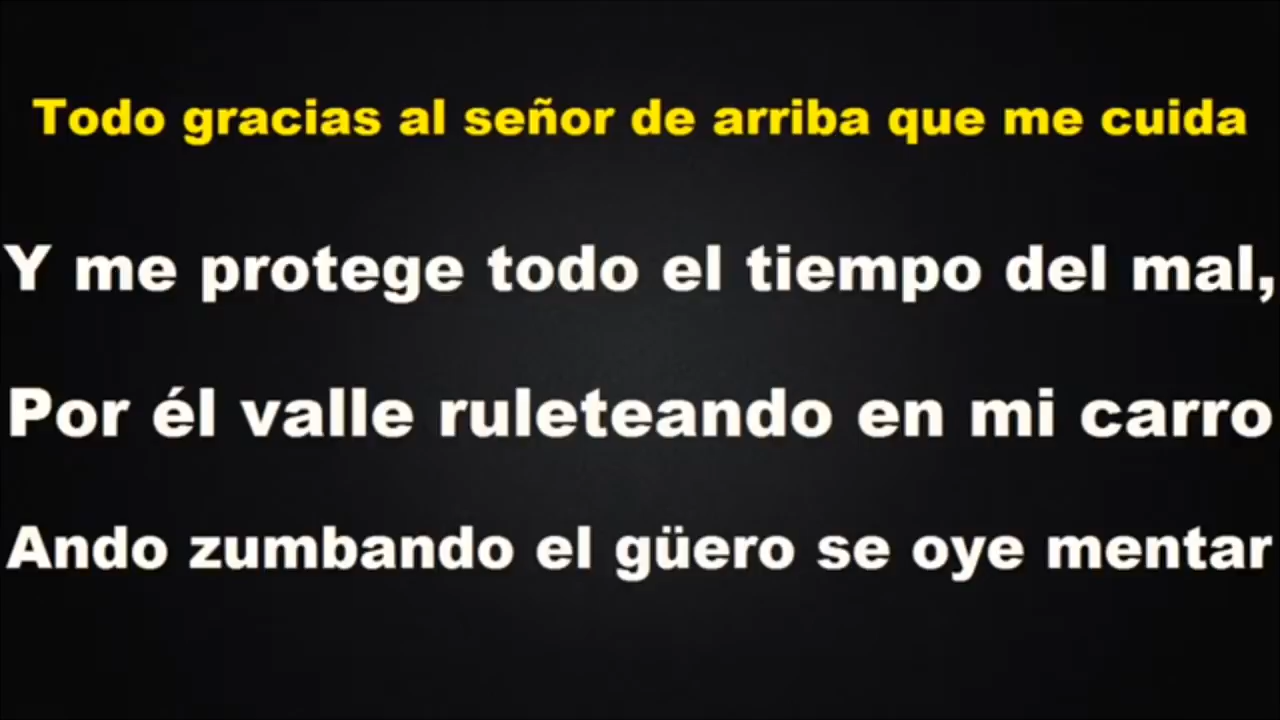 Todo gracias al señor de arriba que me cuida
Y me protege todo el tiempo del mal,
Por él valle ruleteando en mi carro
Ando zumbando el güero se oye mentar